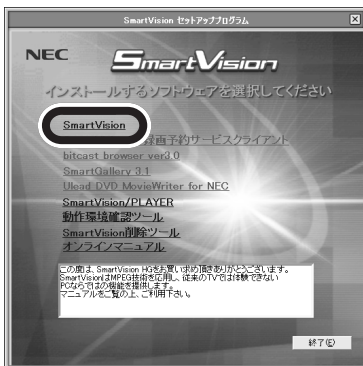 SmartVision セットアッププログラム
NEC
SmartVision
インストールするソフトウェアを選択してください
SmartVision
録画予約サービスクライアント
bitcast browser ver3.0
SmartGallery 3.1
Ulead DVD MovieWriter for NEC
SmartVision/PLAYER
動作環境確認ツール
SmartVision削除ツール
オンラインマニュアル
この度は、SmartVision HGをお買い求め頂きありがとうございます。
SmartVisionはMPEG技術を応用し、従来のTVでは体験できない
PCならではの機能を提供します。
マニュアルをご覧の上、ご利用下さい。
終了(E)